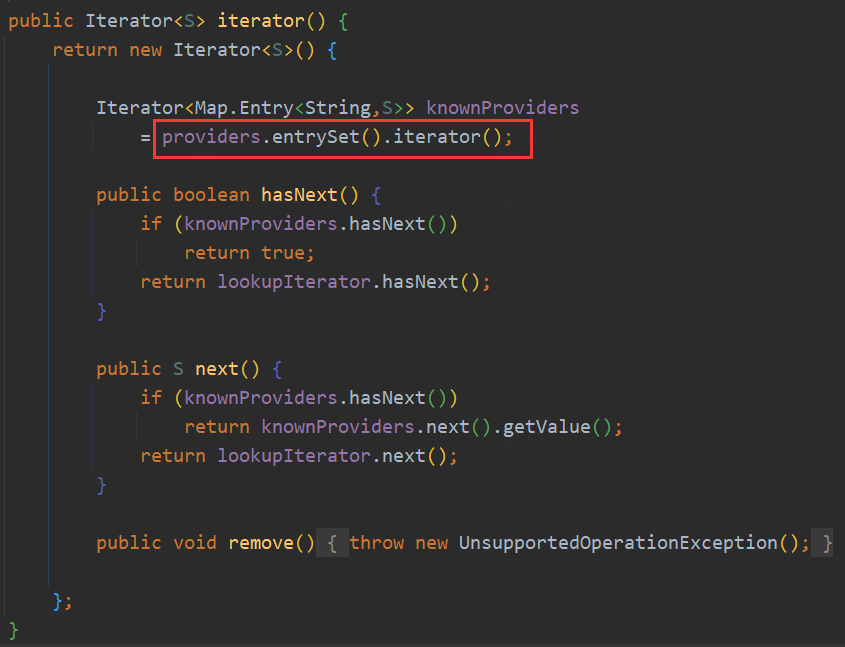 public Iterator<S> iterator() {
return new Iterator<S>() {
Iterator<Map.Entry<String,S>> knownProviders
= providers.entrySet().iterator();
public boolean hasNext() {
if (knownProviders.hasNext())
return true;
return lookupIterator.hasNext();
}
public S next() {
if (knownProviders.hasNext())
return knownProviders.next().getValue();
return lookupIterator.next();
}
public void remove() { throw new UnsupportedOperationException(); }
};
}